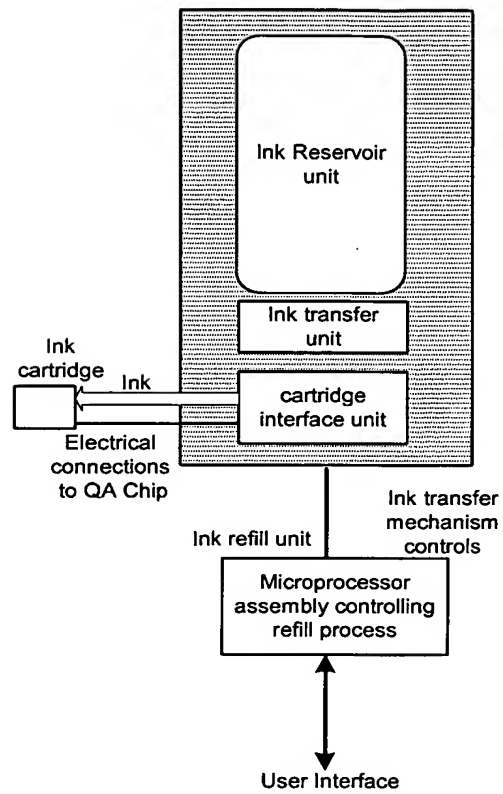 Ink Reservoir
unit
Ink transfer
unit
Ink
cartridge
Ink
cartridge
interface unit
Electrical
connections
to QA Chip
Ink transfer
mechanism
controls
Ink refill unit
Microprocessor
assembly controlling
refill process
User Interface